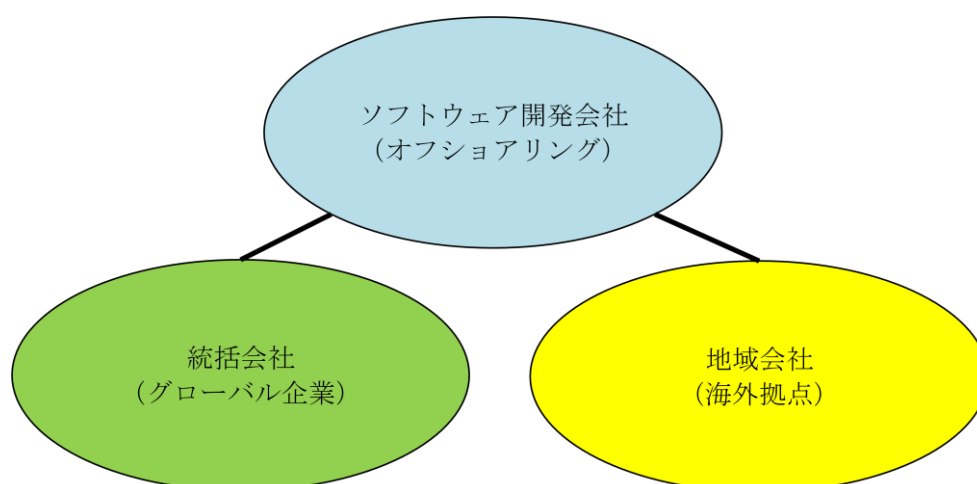 ソフトウェア開発会社
（オフショアリング）
統括会社
（グローバル企業）
地域会社
（海外拠点）